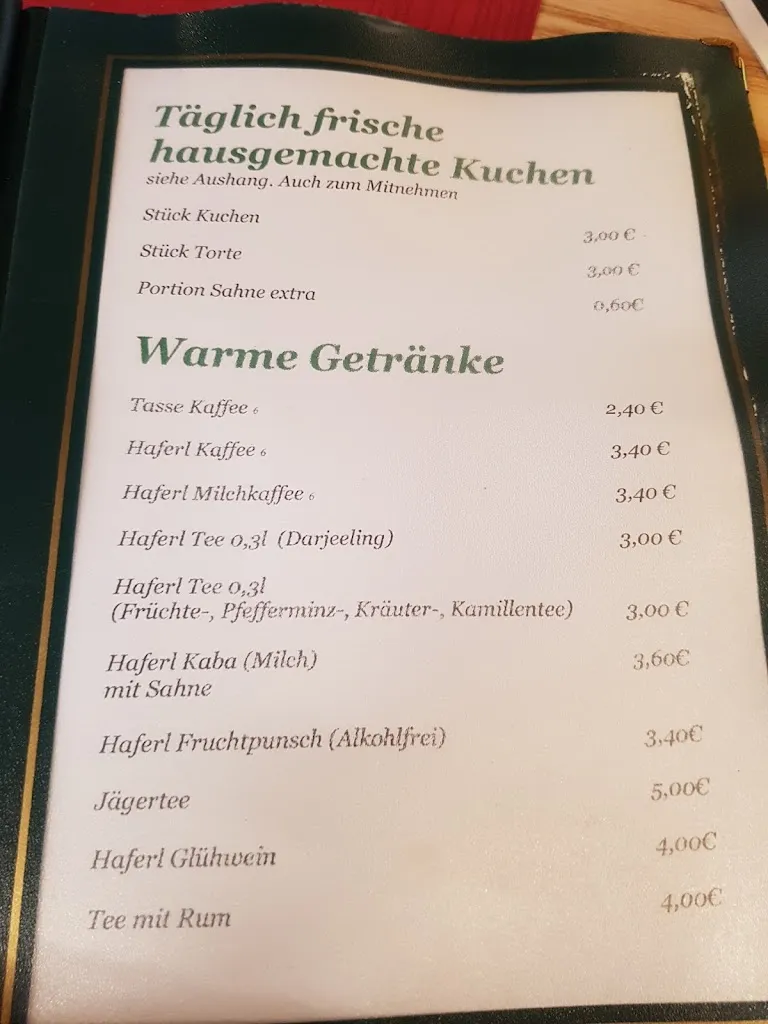 Täglich frische
hausgemachte Kuchen
siehe Aushang. Auch zum Mitnehmen
Stück Kuchen 3,00 €
Stück Torte 3,00 €
Portion Sahne extra 0,60€
Warme Getränke
Tasse Kaffee 6 2,40 €
Haferl Kaffee 6 3,40 €
Haferl Milchkaffee 6 3,40 €
Haferl Tee 0,3l (Darjeeling) 3,00 €
Haferl Tee 0,3l
(Früchte-, Pfefferminz-, Kräuter-, Kamillentee) 3,00 €
Haferl Kaba (Milch) 3,60€
mit Sahne
Haferl Fruchtpunsch (Alkohlfrei) 3,40€
Jägertee 5,00€
Haferl Glühwein 4,00€
Tee mit Rum 4,00€